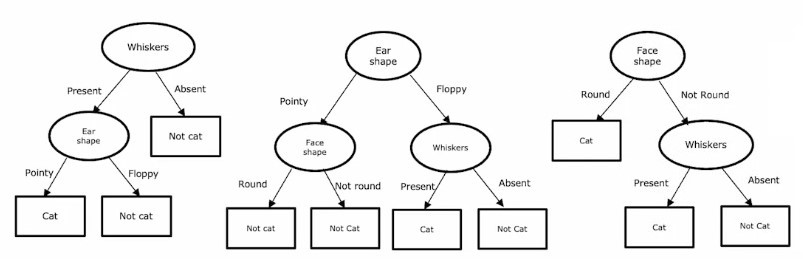 Whiskers
Present
Absent
Ear
shape
Not cat
Pointy
Floppy
Cat
Not cat
Ear
shape
Pointy
Floppy
Face
shape
Whiskers
Round
Not round
Present
Absent
Not cat
Not Cat
Cat
Not Cat
Face
shape
Round
Not Round
Cat
Whiskers
Present
Absent
Cat
Not Cat